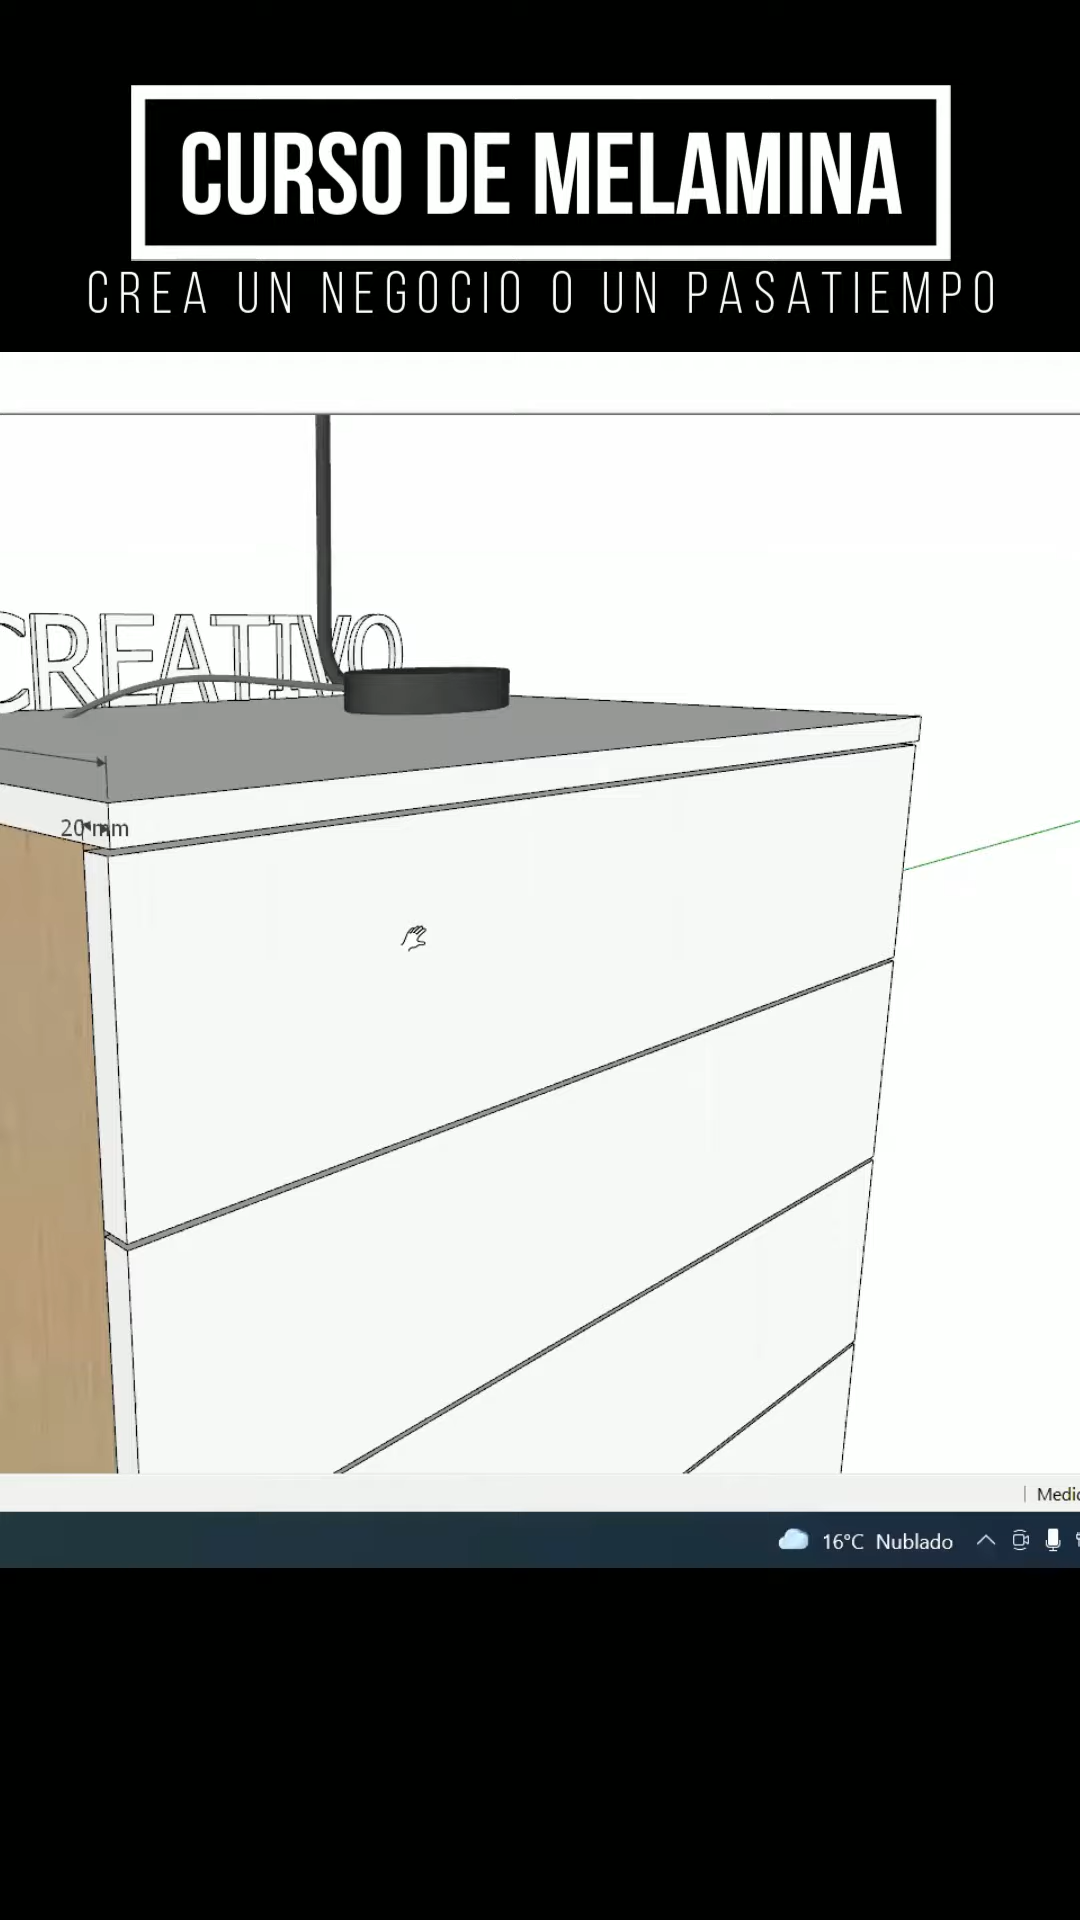 CURSO DE MELAMINA
CREA UN NEGOCIO O UN PASATIEMPO
CREATIVO
20 mm
16°C Nublado